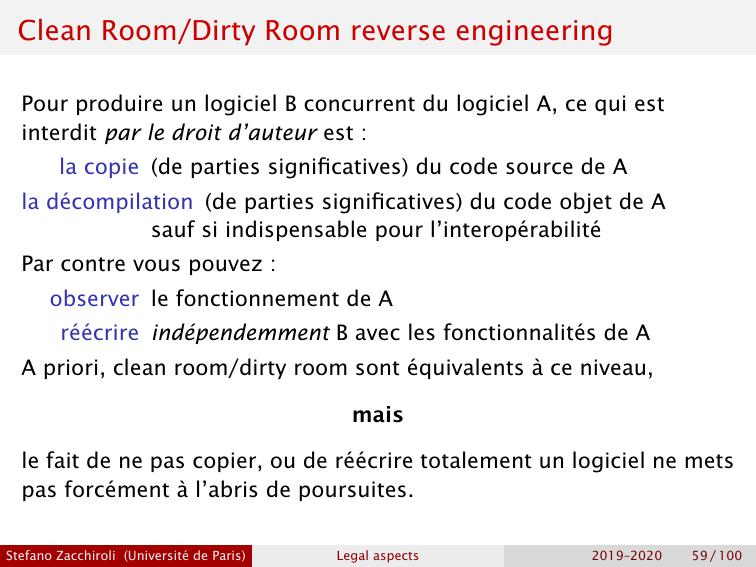 Clean Room/Dirty Room reverse engineering
Pour produire un logiciel B concurrent du logiciel A, ce qui est
interdit par le droit d’auteur est :
la copie (de parties significatives) du code source de A
la décompilation (de parties significatives) du code objet de A
sauf si indispensable pour l’interopérabilité
Par contre vous pouvez :
observer le fonctionnement de A
réécrire indépendemment B avec les fonctionnalités de A
A priori, clean room/dirty room sont équivalents à ce niveau,
mais
le fait de ne pas copier, ou de réécrire totalement un logiciel ne mets
pas forcément à l’abris de poursuites.
Stefano Zacchiroli (Université de Paris) Legal aspects 2019–2020 59 / 100